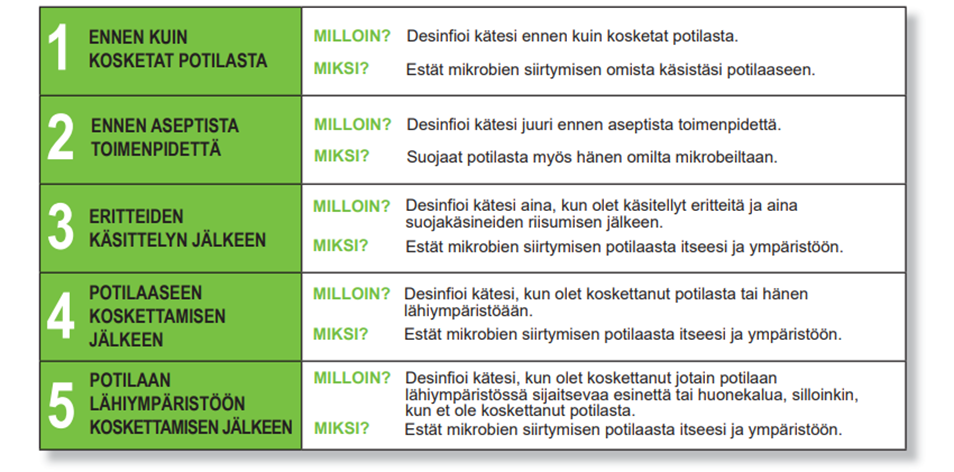 1
ENNEN KUIN
KOSKETAT POTILASTA
MILLOIN? Desinfioi kätesi ennen kuin kosketat potilasta.
MIKSI? Estät mikrobien siirtymisen omista käsistäsi potilaaseen.
2
ENNEN ASEPTISTA
TOIMENPIDETTÄ
MILLOIN? Desinfioi kätesi juuri ennen aseptista toimenpidettä.
MIKSI? Suojaat potilasta myös hänen omilta mikrobeiltaan.
3
ERITTEIDEN
KÄSITTELYN JÄLKEEN
MILLOIN? Desinfioi kätesi aina, kun olet käsitellyt eritteitä ja aina
suojakäsineiden riisumisen jälkeen.
MIKSI? Estät mikrobien siirtymisen potilaasta itseesi ja ympäristöön.
4
POTILAASEEN
KOSKETTAMISEN
JÄLKEEN
MILLOIN? Desinfioi kätesi, kun olet koskettanut potilasta tai hänen
lähiympäristöään.
MIKSI? Estät mikrobien siirtymisen potilaasta itseesi ja ympäristöön.
5
POTILAAN
LÄHIYMPÄRISTÖÖN
KOSKETTAMISEN JÄLKEEN
MILLOIN? Desinfioi kätesi, kun olet koskettanut jotain potilaan
lähiympäristössä sijaitsevaa esinettä tai huonekalua, silloinkin,
kun et ole koskettanut potilasta.
MIKSI? Estät mikrobien siirtymisen potilaasta itseesi ja ympäristöön.